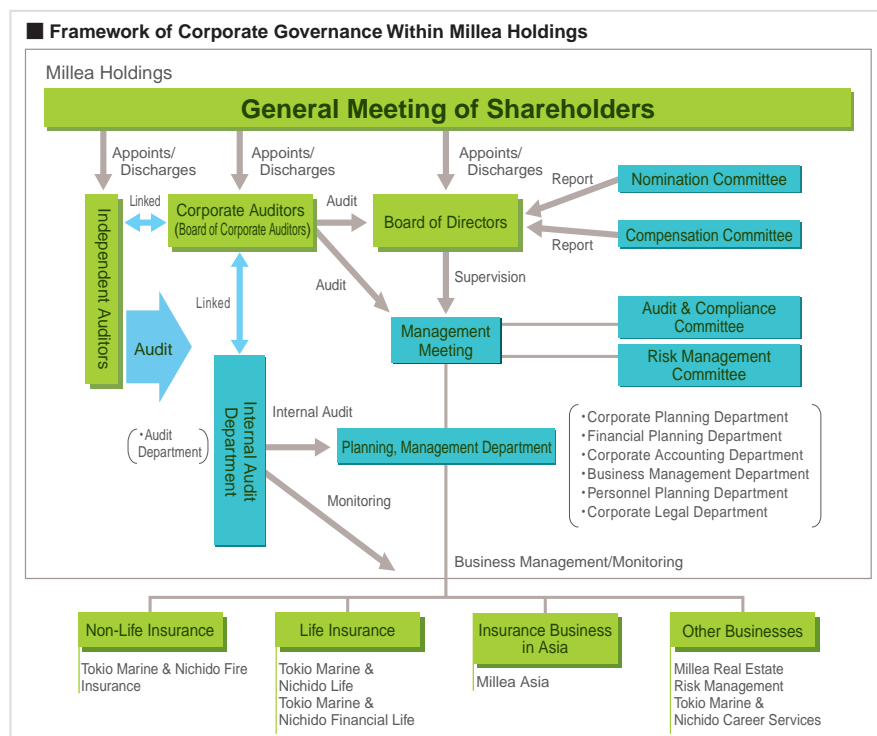 ■ Framework of Corporate Governance Within Millea Holdings
Millea Holdings
General Meeting of Shareholders
Appoints/
Discharges
Appoints/
Discharges
Appoints/
Discharges
Report
Nomination Committee
Independent Auditors
Linked
Corporate Auditors
(Board of Corporate Auditors)
Audit
Board of Directors
Report
Compensation Committee
Linked
Audit
Supervision
Audit
Management
Meeting
Audit & Compliance
Committee
Risk Management
Committee
・Audit
Department
Internal Audit
Department
Internal Audit
Planning, Management Department
・Corporate Planning Department
・Financial Planning Department
・Corporate Accounting Department
・Business Management Department
・Personnel Planning Department
・Corporate Legal Department
Monitoring
Business Management/Monitoring
Non-Life Insurance
Tokio Marine & Nichido Fire
Insurance
Life Insurance
Tokio Marine &
Nichido Life
Tokio Marine &
Nichido Financial Life
Insurance Business
in Asia
Millea Asia
Other Businesses
Millea Real Estate
Risk Management
Tokio Marine &
Nichido Career Services